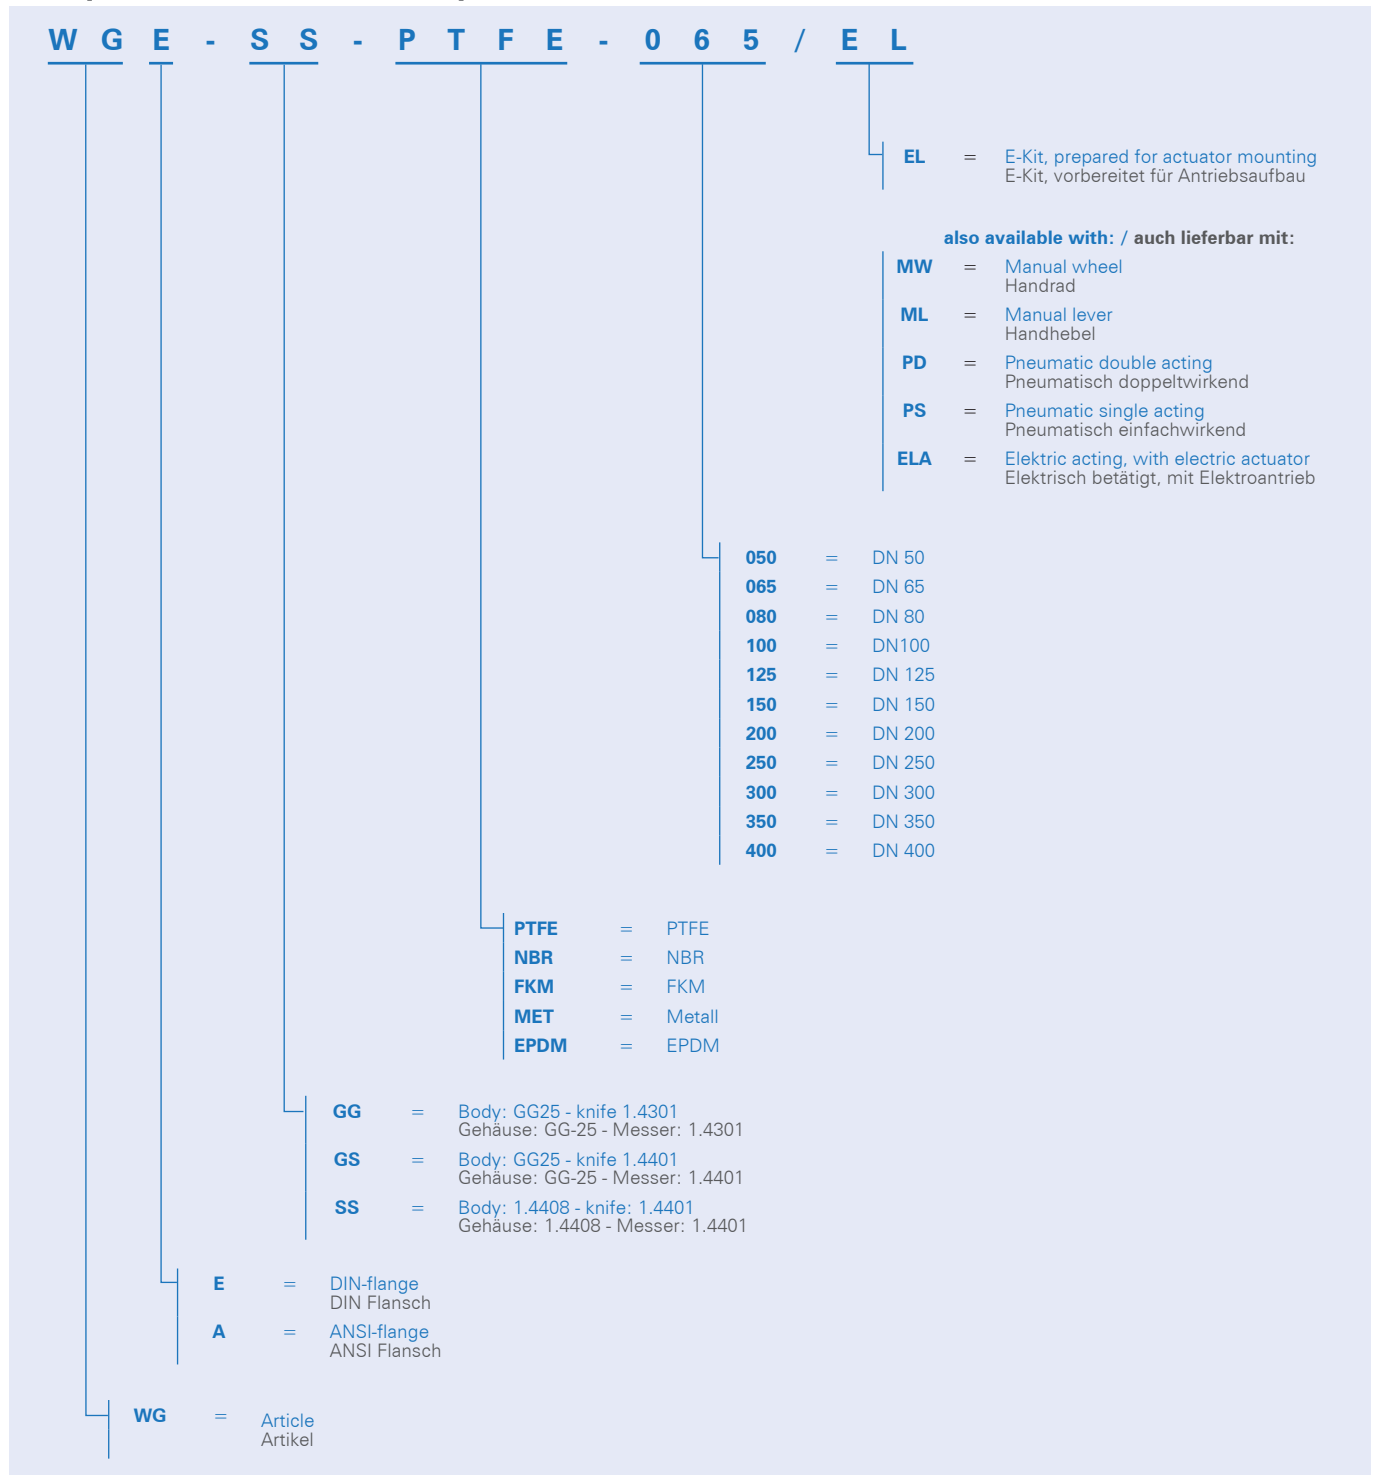 WGE - SS - PTFE - 065 / EL
EL = E-Kit, prepared for actuator mounting
E-Kit, vorbereitet für Antriebsaufbau
also available with: / auch lieferbar mit:
MW = Manual wheel
Handrad
ML = Manual lever
Handhebel
PD = Pneumatic double acting
Pneumatisch doppeltwirkend
PS = Pneumatic single acting
Pneumatisch einfachwirkend
ELA = Elektric acting, with electric actuator
Elektrisch betätigt, mit Elektroantrieb
050 = DN 50
065 = DN 65
080 = DN 80
100 = DN100
125 = DN 125
150 = DN 150
200 = DN 200
250 = DN 250
300 = DN 300
350 = DN 350
400 = DN 400
PTFE = PTFE
NBR = NBR
FKM = FKM
MET = Metall
EPDM = EPDM
GG = Body: GG25 - knife 1.4301
Gehäuse: GG-25 - Messer: 1.4301
GS = Body: GG25 - knife 1.4401
Gehäuse: GG-25 - Messer: 1.4401
SS = Body: 1.4408 - knife: 1.4401
Gehäuse: 1.4408 - Messer: 1.4401
E = DIN-flange
DIN Flansch
A = ANSI-flange
ANSI Flansch
WG = Article
Artikel